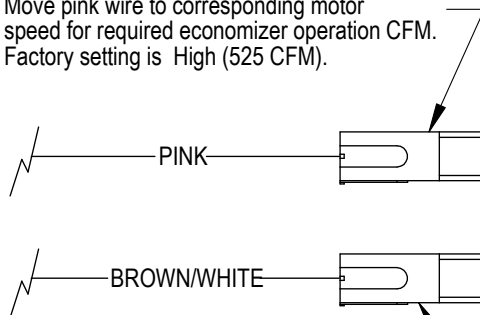 Move pink wire to corresponding motor
speed for required economizer operation CFM.
Factory setting is High (525 CFM).
PINK
BROWN/WHITE